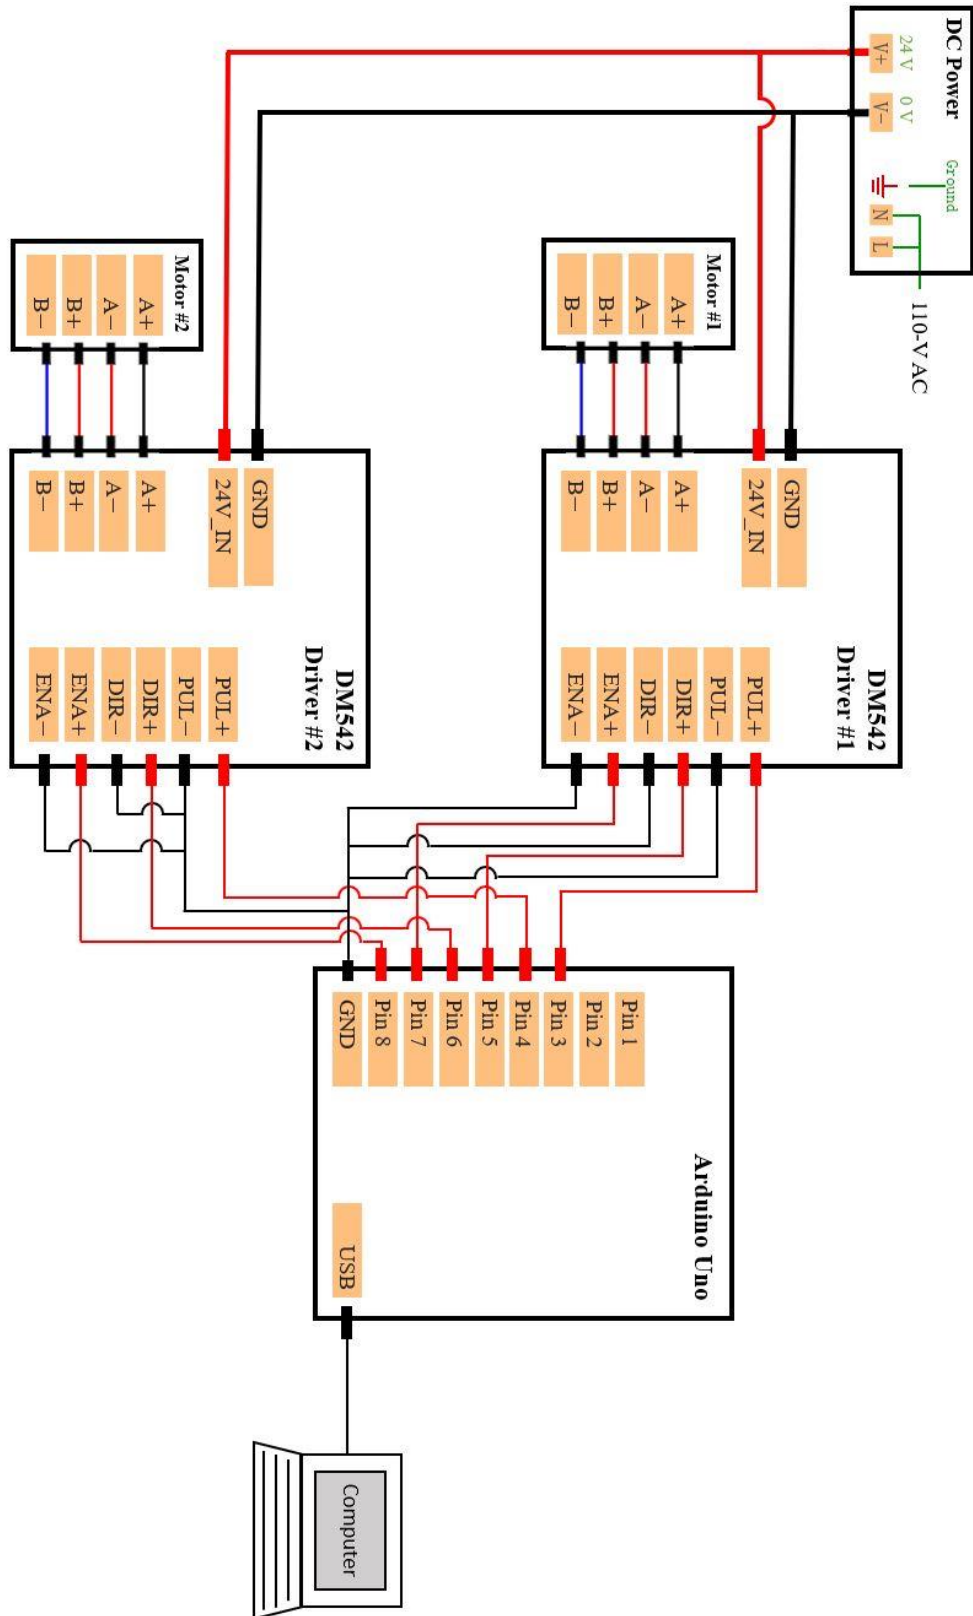 DC Power
24 V
V+
0 V
V−
Ground
N
L
110-V AC
Motor #1
A+
A−
B+
B−
DM542
Driver #1
GND
24V_IN
A+
A−
B+
B−
PUL+
PUL−
DIR+
DIR−
ENA+
ENA−
Motor #2
A+
A−
B+
B−
DM542
Driver #2
GND
24V_IN
A+
A−
B+
B−
PUL+
PUL−
DIR+
DIR−
ENA+
ENA−
Arduino Uno
Pin 1
Pin 2
Pin 3
Pin 4
Pin 5
Pin 6
Pin 7
Pin 8
GND
USB
Computer